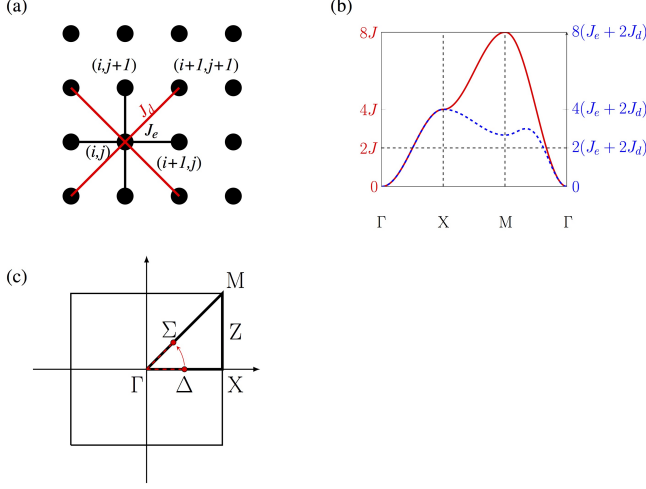 (a)
(i,j+1)
(i+1,j+1)
J_d
J_e
(i,j)
(i+1,j)
(b)
8J
8(J_e + 2J_d)
4J
4(J_e + 2J_d)
2J
2(J_e + 2J_d)
0
0
Γ X M Γ
(c)
M
Σ
Z
Γ Δ X